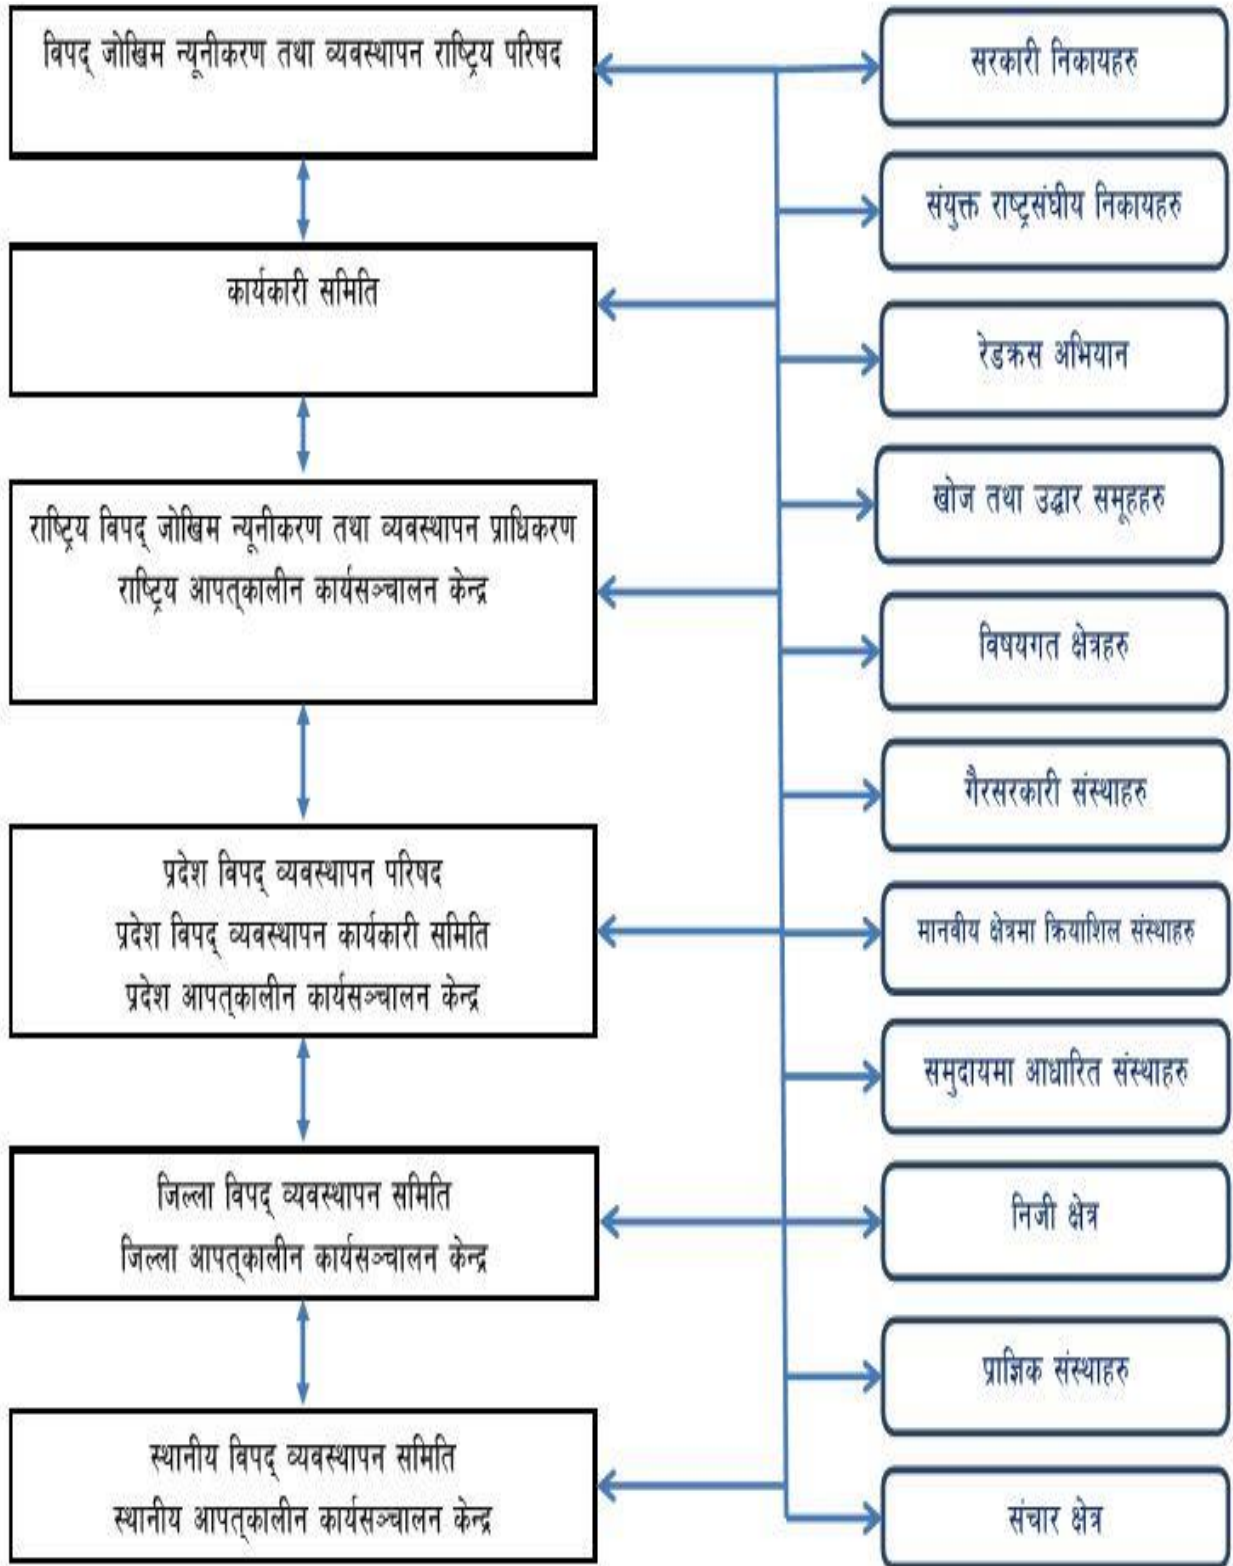 विपद् जोखिम न्यूनीकरण तथा व्यवस्थापन राष्ट्रिय परिषद
कार्यकारी समिति
राष्ट्रिय विपद् जोखिम न्यूनीकरण तथा व्यवस्थापन प्राधिकरण
राष्ट्रिय आपत्कालीन कार्यसञ्चालन केन्द्र
प्रदेश विपद् व्यवस्थापन परिषद
प्रदेश विपद् व्यवस्थापन कार्यकारी समिति
प्रदेश आपत्कालीन कार्यसञ्चालन केन्द्र
जिल्ला विपद् व्यवस्थापन समिति
जिल्ला आपत्कालीन कार्यसञ्चालन केन्द्र
स्थानीय विपद् व्यवस्थापन समिति
स्थानीय आपत्कालीन कार्यसञ्चालन केन्द्र
सरकारी निकायहरु
संयुक्त राष्ट्रसंघीय निकायहरु
रेडक्रस अभियान
खोज तथा उद्धार समूहहरु
विषयगत क्षेत्रहरु
गैरसरकारी संस्थाहरु
मानवीय क्षेत्रमा क्रियाशिल संस्थाहरु
समुदायमा आधारित संस्थाहरु
निजी क्षेत्र
प्राज्ञिक संस्थाहरु
संचार क्षेत्र